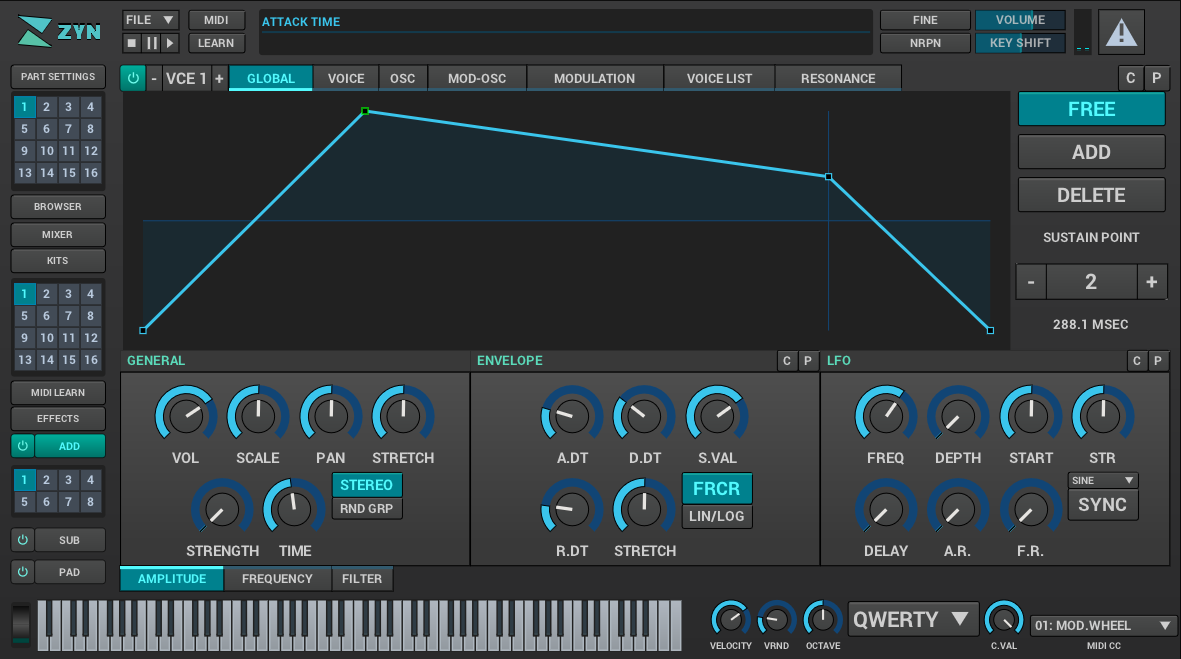 ZYN
FILE ▼
MIDI
LEARN
ATTACK TIME
FINE
VOLUME
NRPN
KEY SHIFT
PART SETTINGS
- VCE 1 +
GLOBAL
VOICE
OSC
MOD-OSC
MODULATION
VOICE LIST
RESONANCE
C P
1 2 3 4
5 6 7 8
9 10 11 12
13 14 15 16
BROWSER
MIXER
KITS
1 2 3 4
5 6 7 8
9 10 11 12
13 14 15 16
MIDI LEARN
EFFECTS
ADD
1 2 3 4
5 6 7 8
SUB
PAD
FREE
ADD
DELETE
SUSTAIN POINT
- 2 +
288.1 MSEC
GENERAL
VOL SCALE PAN STRETCH
STEREO
RND GRP
STRENGTH TIME
ENVELOPE
C P
A.DT D.DT S.VAL
FRCR
LIN/LOG
R.DT STRETCH
LFO
C P
FREQ DEPTH START STR
SINE ▼
SYNC
DELAY A.R. F.R.
AMPLITUDE
FREQUENCY
FILTER
VELOCITY VRND OCTAVE
QWERTY ▼
C.VAL
01: MOD.WHEEL ▼
MIDI CC